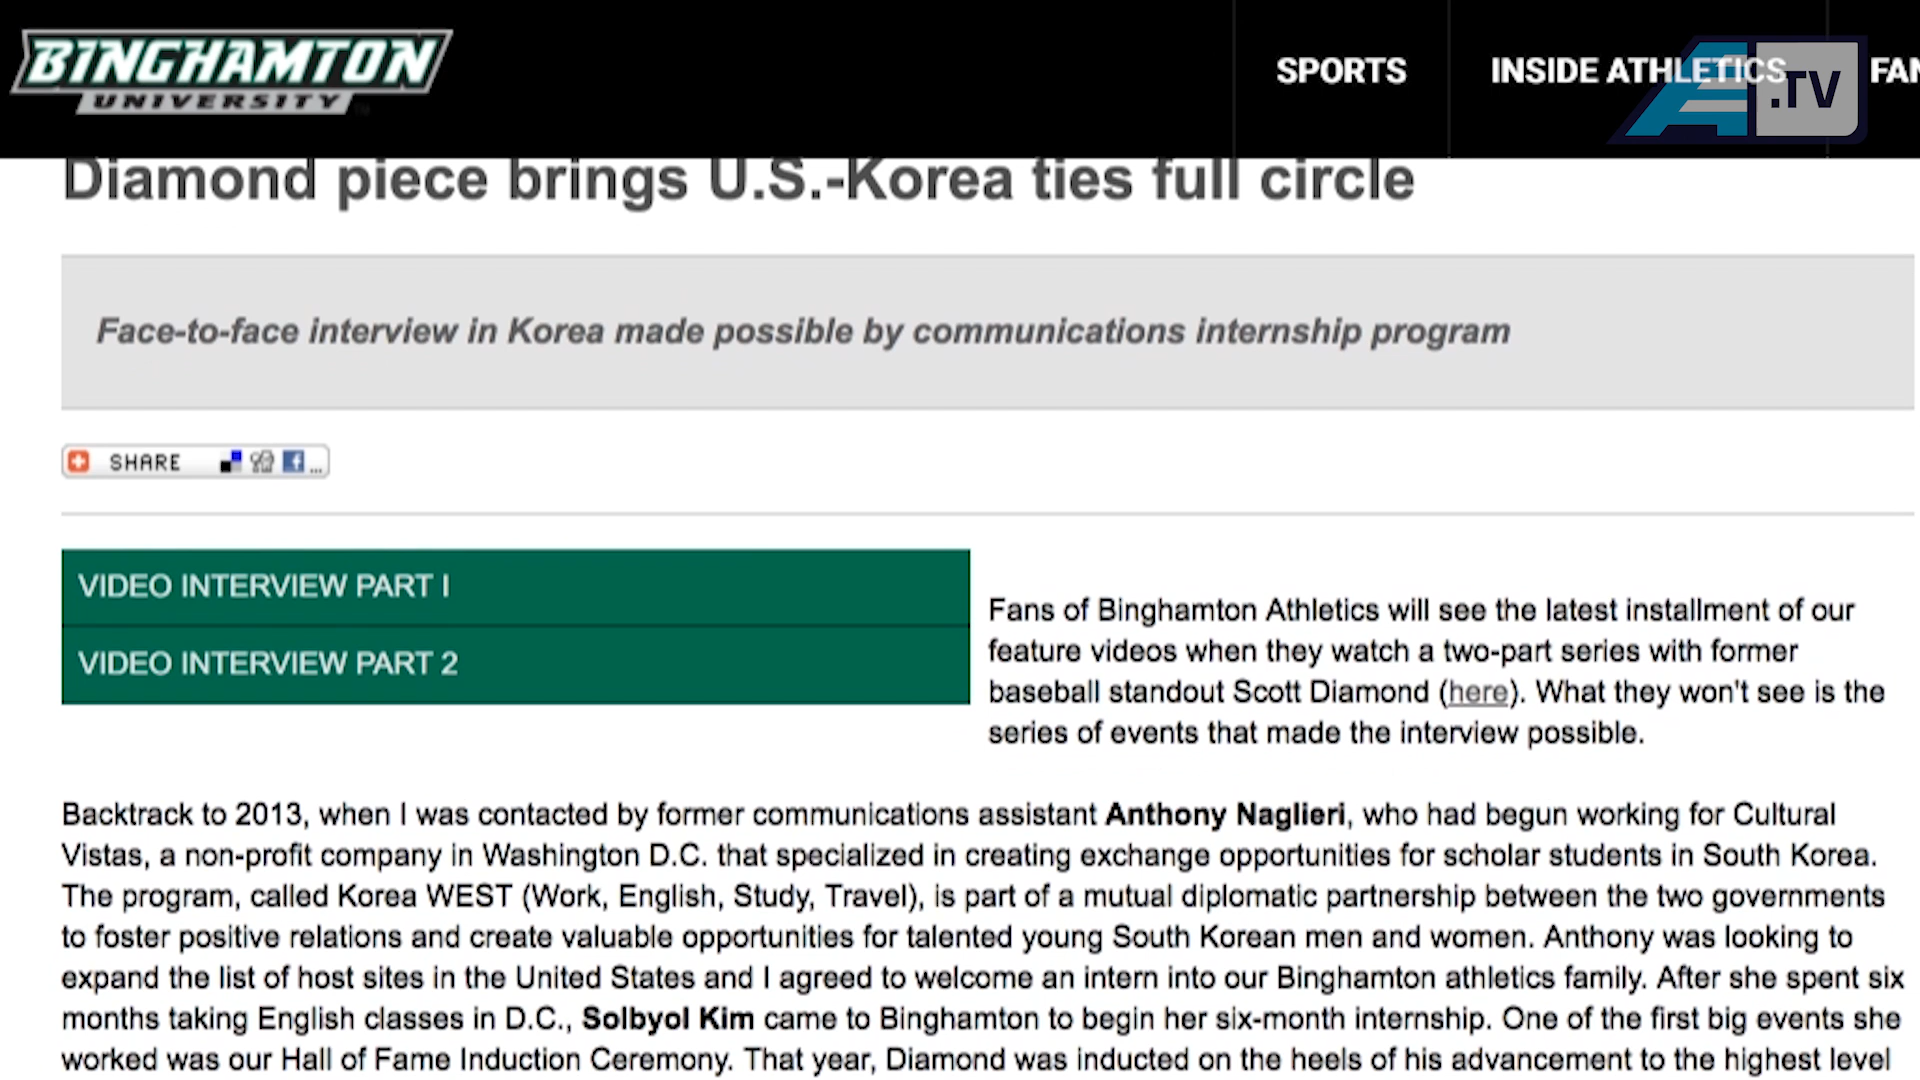 BINGHAMTON
UNIVERSITY
SPORTS
INSIDE ATHLETICS
FAN
.TV
Diamond piece brings U.S.-Korea ties full circle
Face-to-face interview in Korea made possible by communications internship program
SHARE
...
VIDEO INTERVIEW PART I
VIDEO INTERVIEW PART 2
Fans of Binghamton Athletics will see the latest installment of our
feature videos when they watch a two-part series with former
baseball standout Scott Diamond (here). What they won't see is the
series of events that made the interview possible.
Backtrack to 2013, when I was contacted by former communications assistant Anthony Naglieri, who had begun working for Cultural
Vistas, a non-profit company in Washington D.C. that specialized in creating exchange opportunities for scholar students in South Korea.
The program, called Korea WEST (Work, English, Study, Travel), is part of a mutual diplomatic partnership between the two governments
to foster positive relations and create valuable opportunities for talented young South Korean men and women. Anthony was looking to
expand the list of host sites in the United States and I agreed to welcome an intern into our Binghamton athletics family. After she spent six
months taking English classes in D.C., Solbyol Kim came to Binghamton to begin her six-month internship. One of the first big events she
worked was our Hall of Fame Induction Ceremony. That year, Diamond was inducted on the heels of his advancement to the highest level